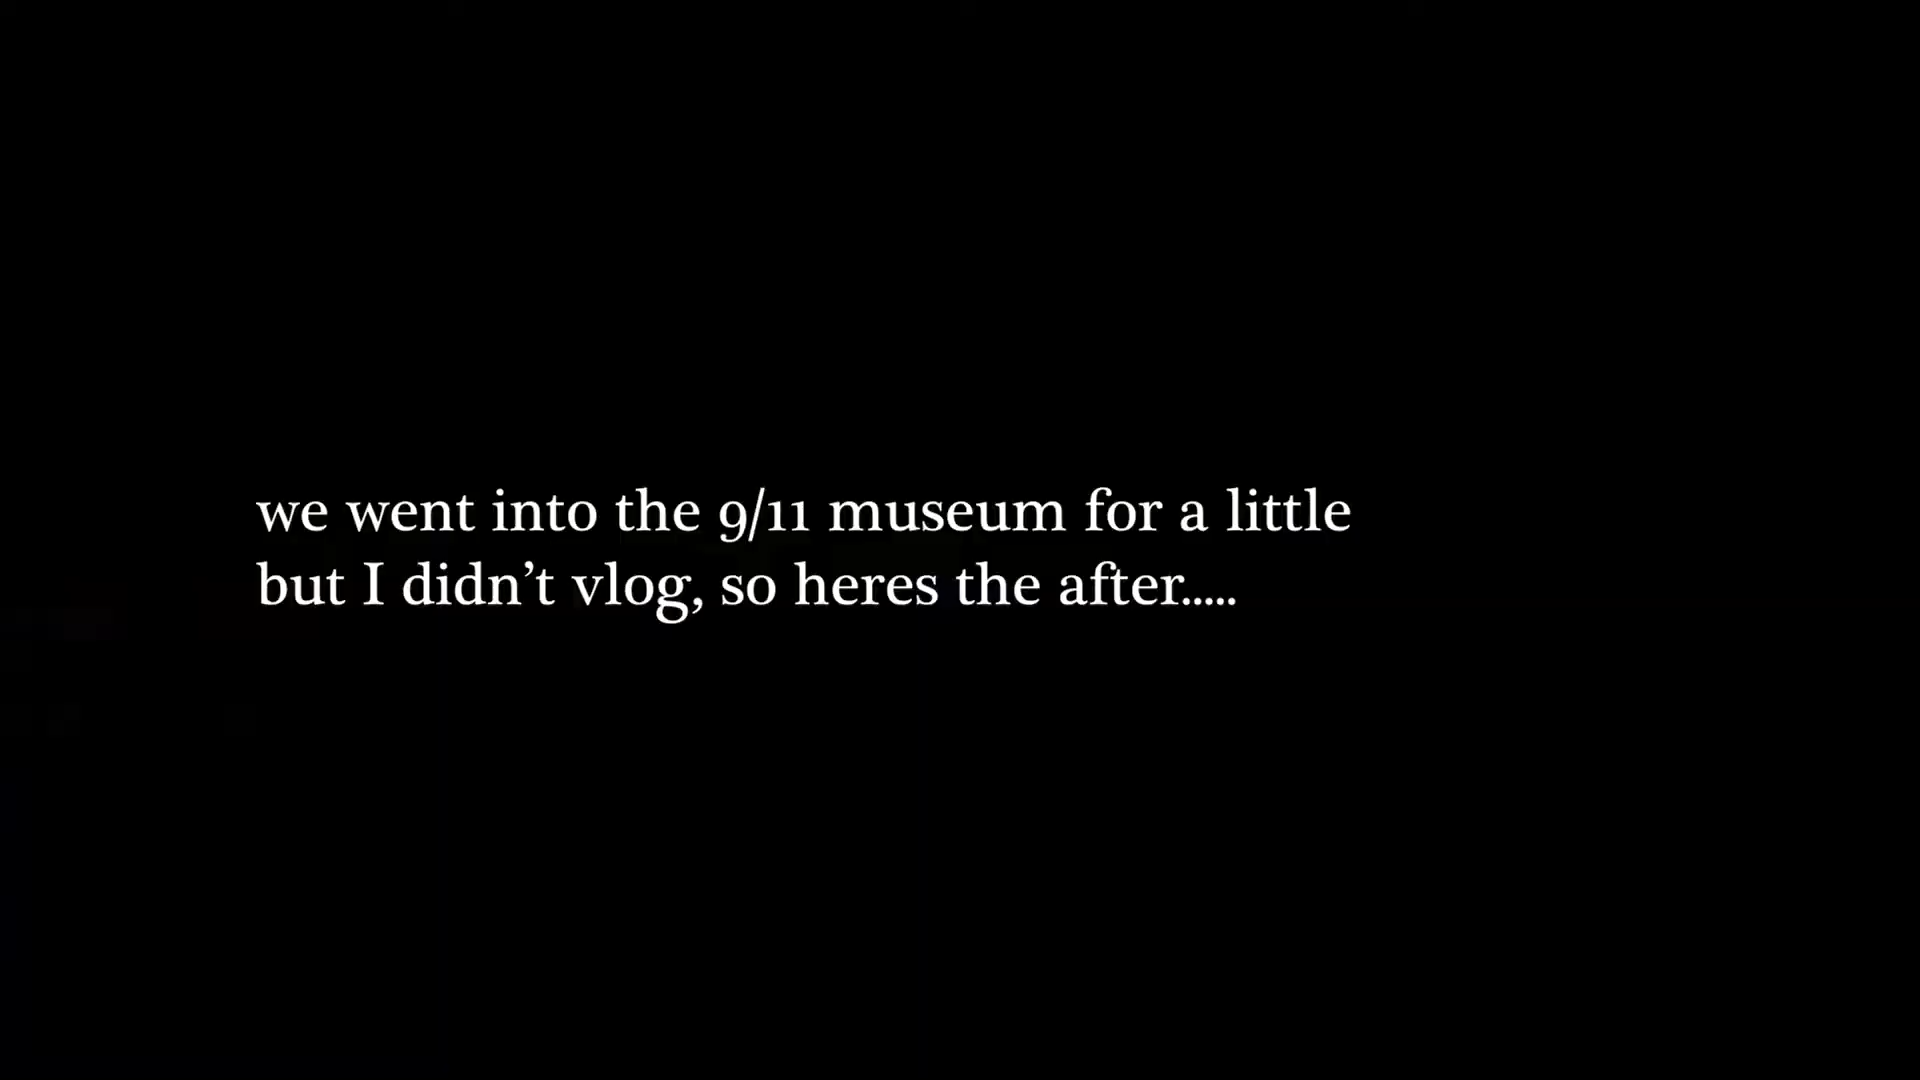 we went into the 9/11 museum for a little
but I didn’t vlog, so heres the after.....